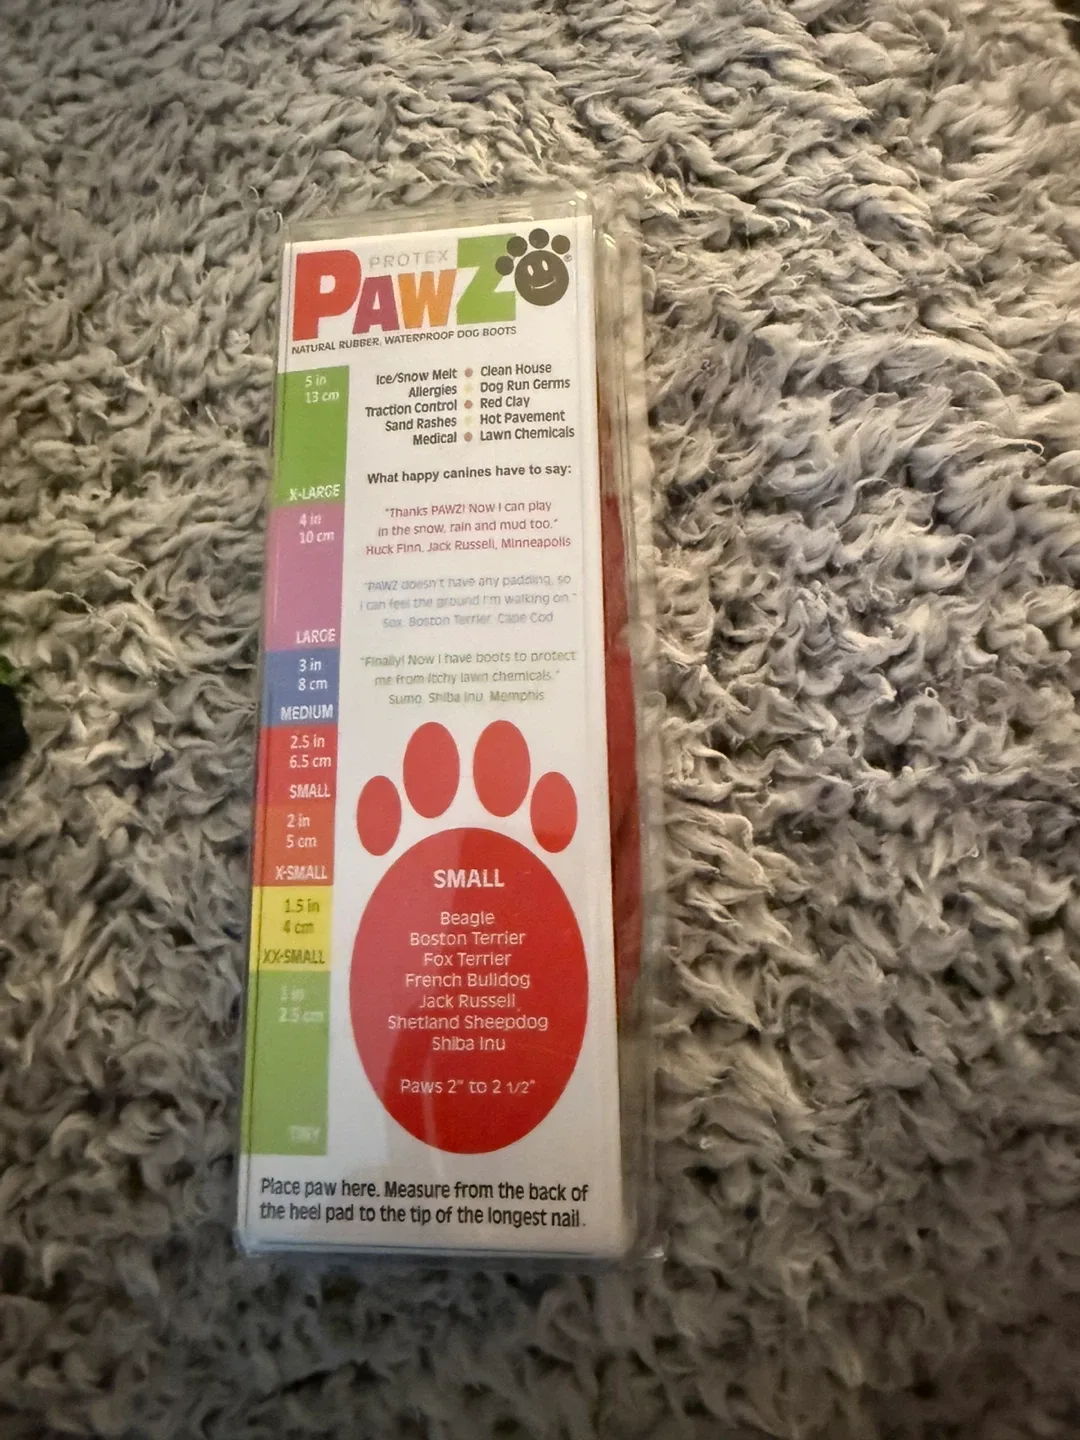 PROTEX
PAWZ®
NATURAL RUBBER, WATERPROOF DOG BOOTS
Ice/Snow Melt • Clean House
Allergies • Dog Run Germs
Traction Control • Red Clay
Sand Rashes • Hot Pavement
Medical • Lawn Chemicals
What happy canines have to say:
"Thanks PAWZ! Now I can play
in the snow, rain and mud too."
Huck Finn, Jack Russell, Minneapolis
"PAWZ doesn't have any padding, so
I can feel the ground I'm walking on."
Sox, Boston Terrier, Cape Cod
"Finally! Now I have boots to protect
me from itchy lawn chemicals."
Sumo, Shiba Inu, Memphis
5 in
13 cm
X-LARGE
4 in
10 cm
LARGE
3 in
8 cm
MEDIUM
2.5 in
6.5 cm
SMALL
2 in
5 cm
X-SMALL
1.5 in
4 cm
XX-SMALL
1 in
2.5 cm
TINY
SMALL
Beagle
Boston Terrier
Fox Terrier
French Bulldog
Jack Russell
Shetland Sheepdog
Shiba Inu
Paws 2" to 2 1/2"
Place paw here. Measure from the back of
the heel pad to the tip of the longest nail.